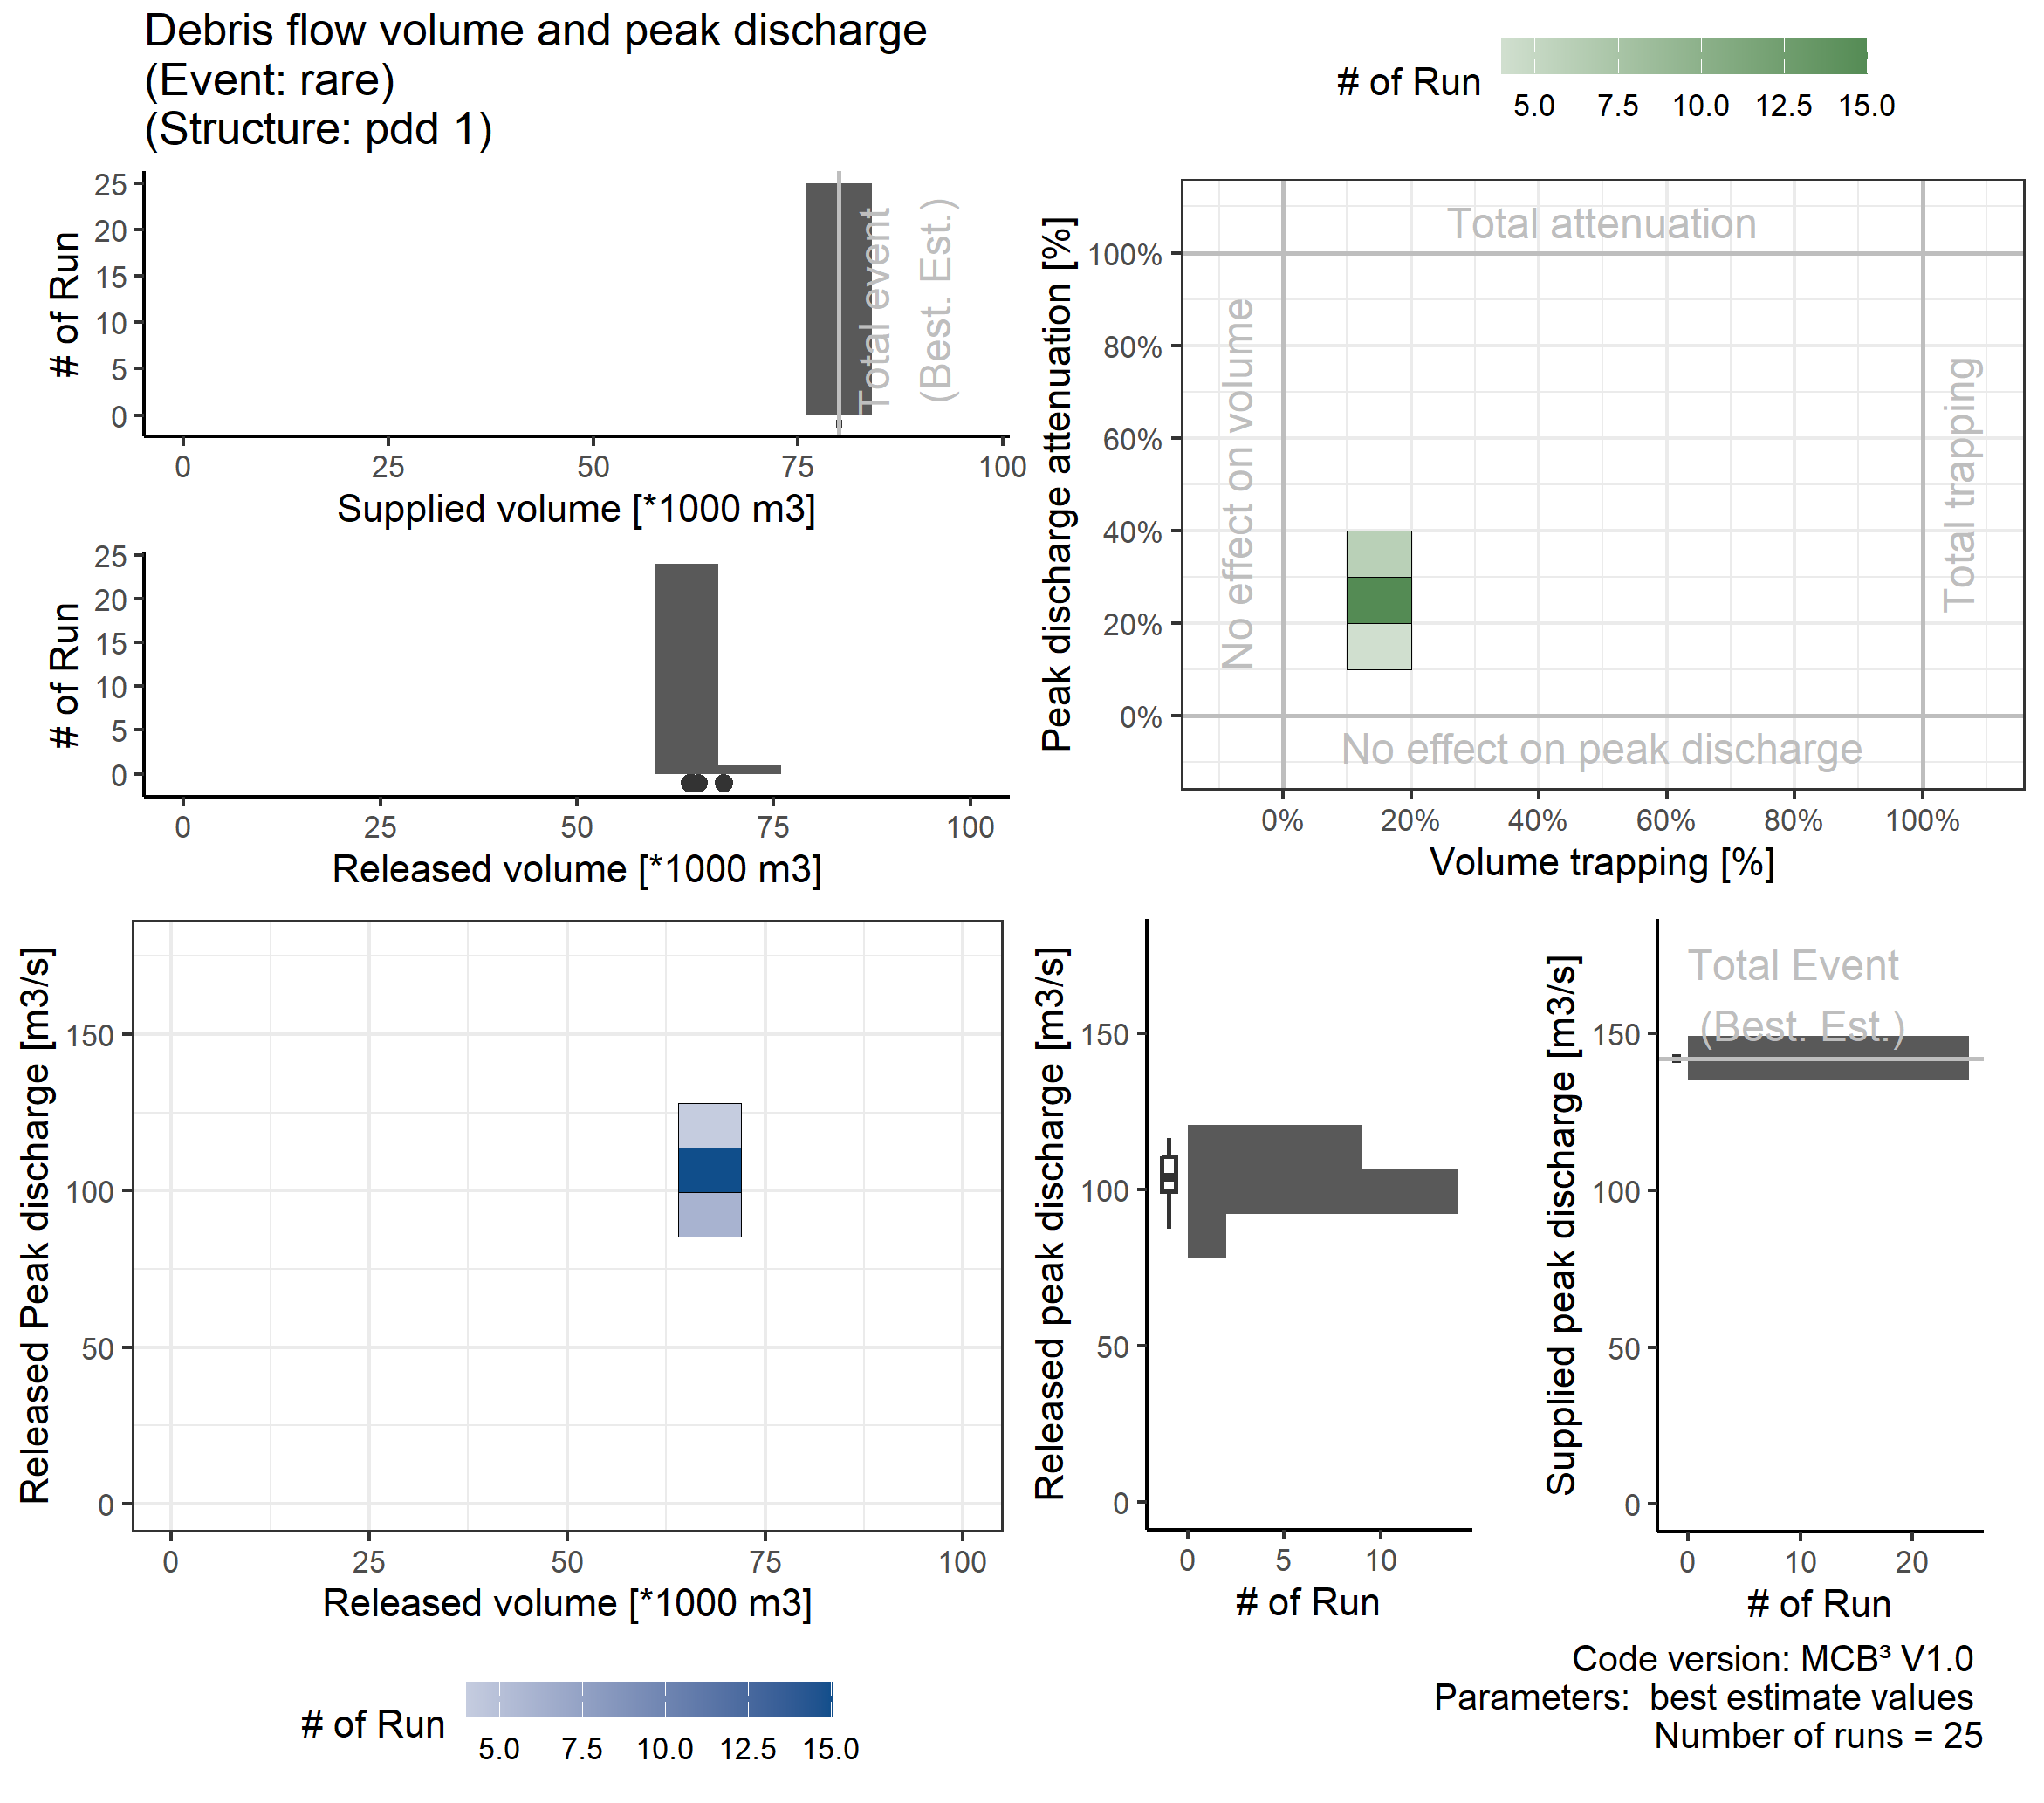 Debris flow volume and peak discharge
(Event: rare)
(Structure: pdd 1)
# of Run
5.0 7.5 10.0 12.5 15.0
25
20
15
10
5
0
# of Run
Total event
(Best. Est.)
0 25 50 75 100
Supplied volume [*1000 m3]
25
20
15
10
5
0
# of Run
0 25 50 75 100
Released volume [*1000 m3]
Peak discharge attenuation [%]
100%
80%
60%
40%
20%
0%
Total attenuation
No effect on volume
Total trapping
No effect on peak discharge
0% 20% 40% 60% 80% 100%
Volume trapping [%]
Released Peak discharge [m3/s]
150
100
50
0
0 25 50 75 100
Released volume [*1000 m3]
# of Run
5.0 7.5 10.0 12.5 15.0
Released peak discharge [m3/s]
150
100
50
0
0 5 10
# of Run
Supplied peak discharge [m3/s]
150
100
50
0
Total Event
(Best. Est.)
0 10 20
# of Run
Code version: MCB³ V1.0
Parameters:  best estimate values
Number of runs = 25